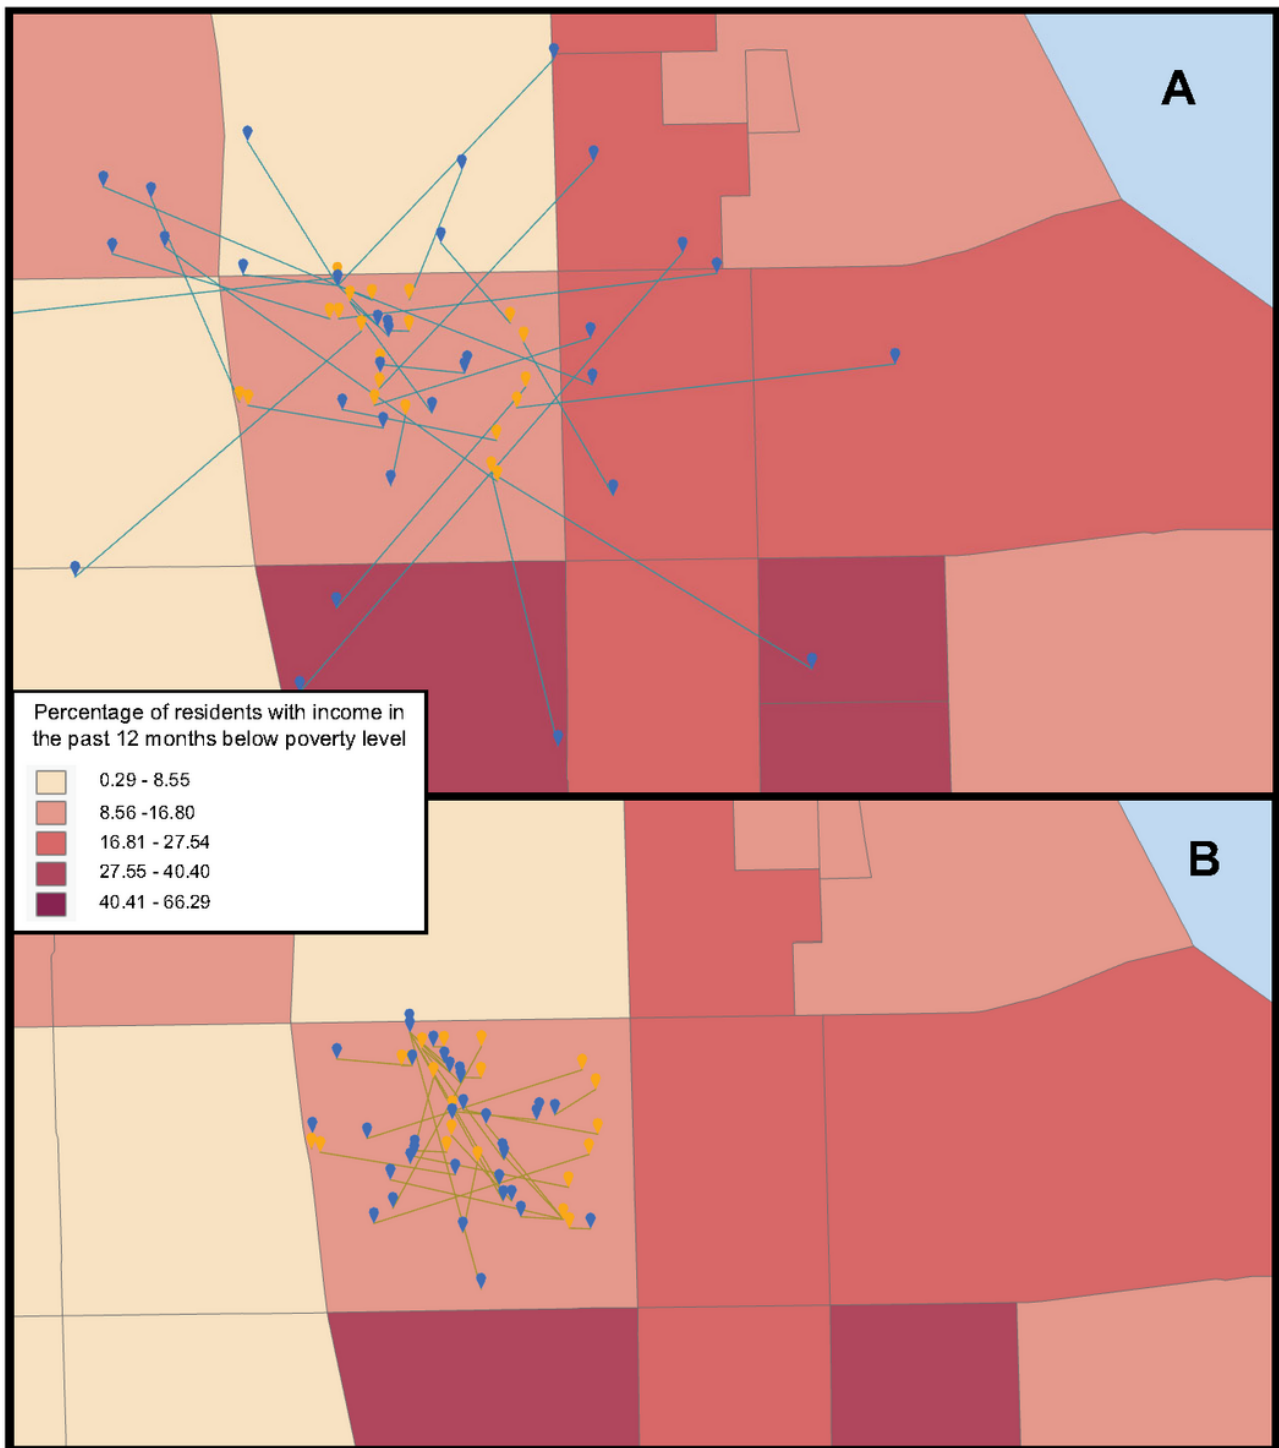 A
Percentage of residents with income in
the past 12 months below poverty level
0.29 - 8.55
8.56 -16.80
16.81 - 27.54
27.55 - 40.40
40.41 - 66.29
B